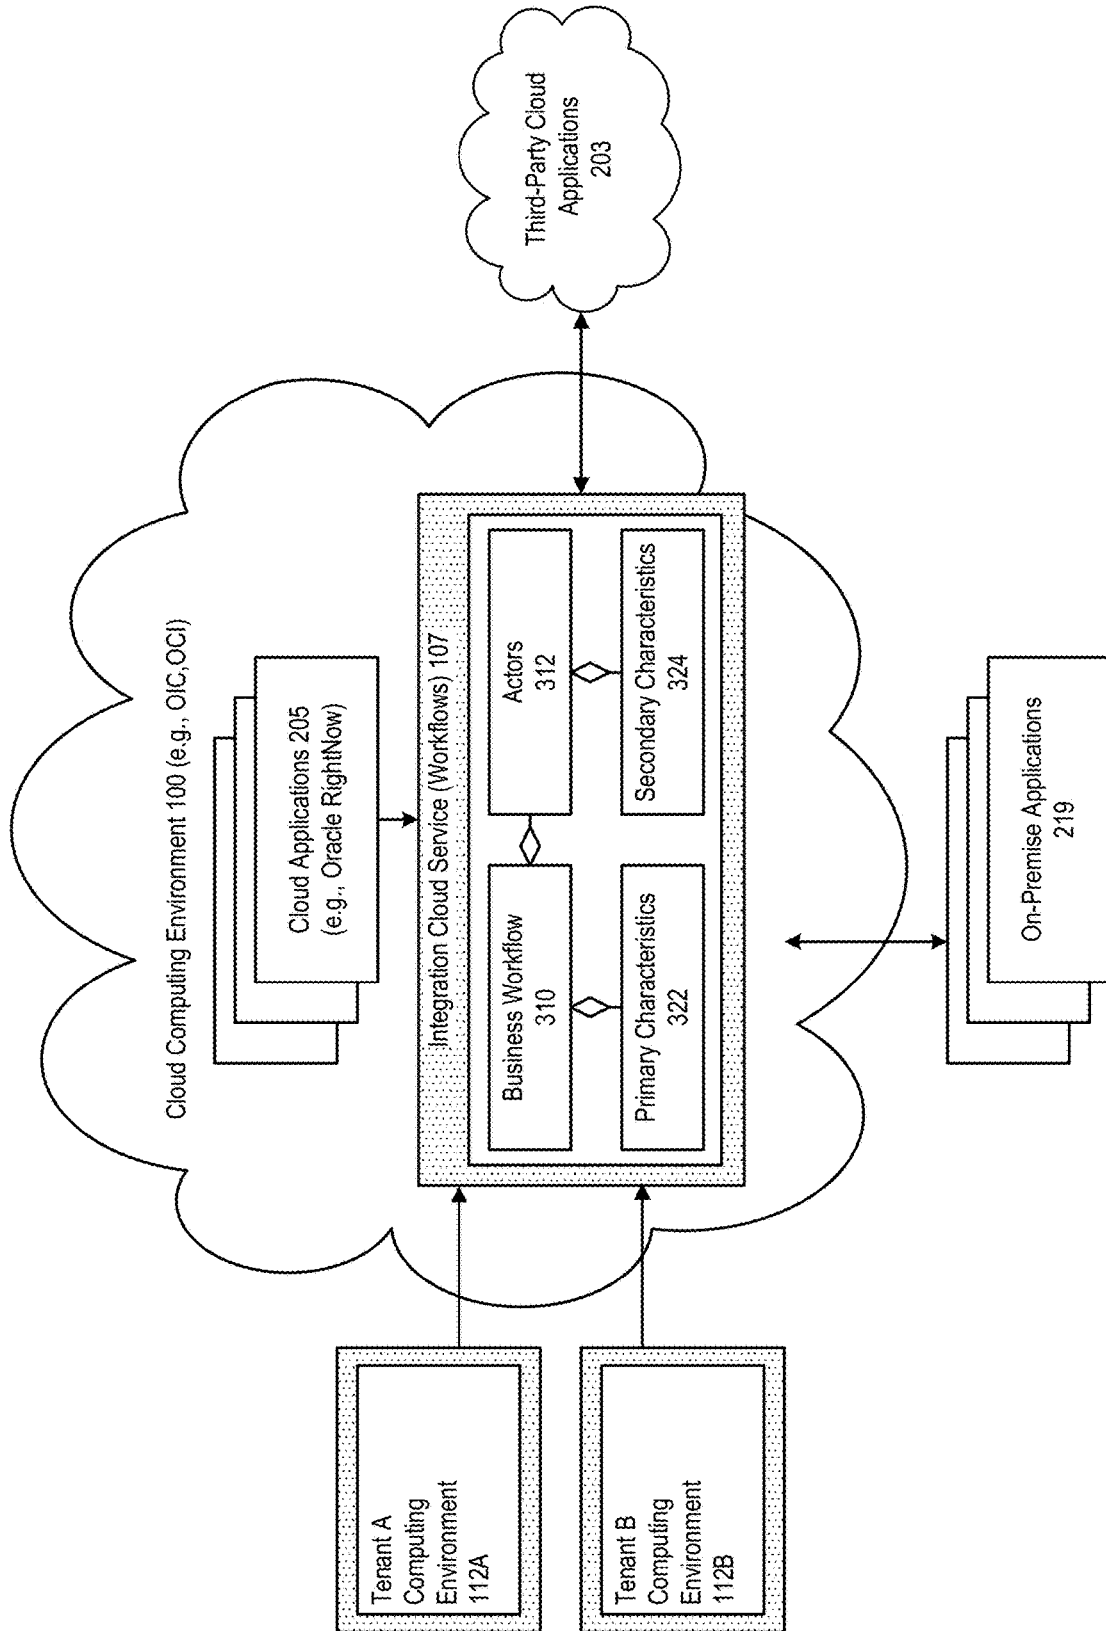 Cloud Computing Environment 100 (e.g., OIC,OCI)
Cloud Applications 205
(e.g., Oracle RightNow)
Tenant A
Computing
Environment
112A
Tenant B
Computing
Environment
112B
Integration Cloud Service (Workflows) 107
Business Workflow
310
Actors
312
Primary Characteristics
322
Secondary Characteristics
324
Third-Party Cloud
Applications
203
On-Premise Applications
219